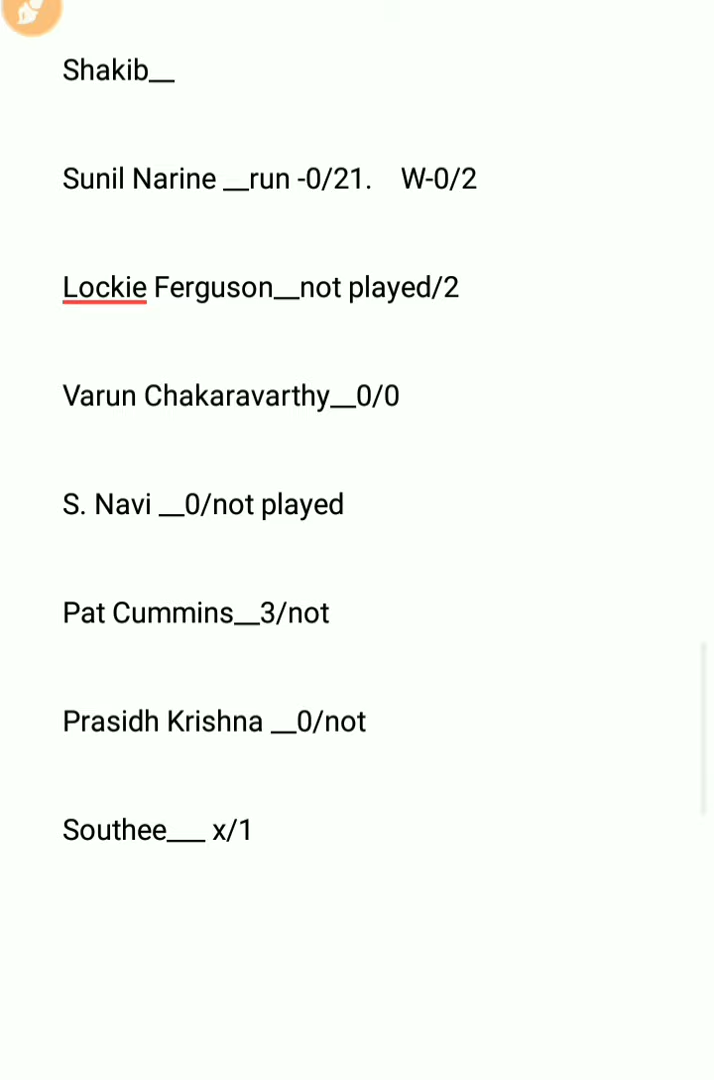 Shakib__
Sunil Narine __run -0/21.    W-0/2
Lockie Ferguson__not played/2
Varun Chakaravarthy__0/0
S. Navi __0/not played
Pat Cummins__3/not
Prasidh Krishna __0/not
Southee___ x/1